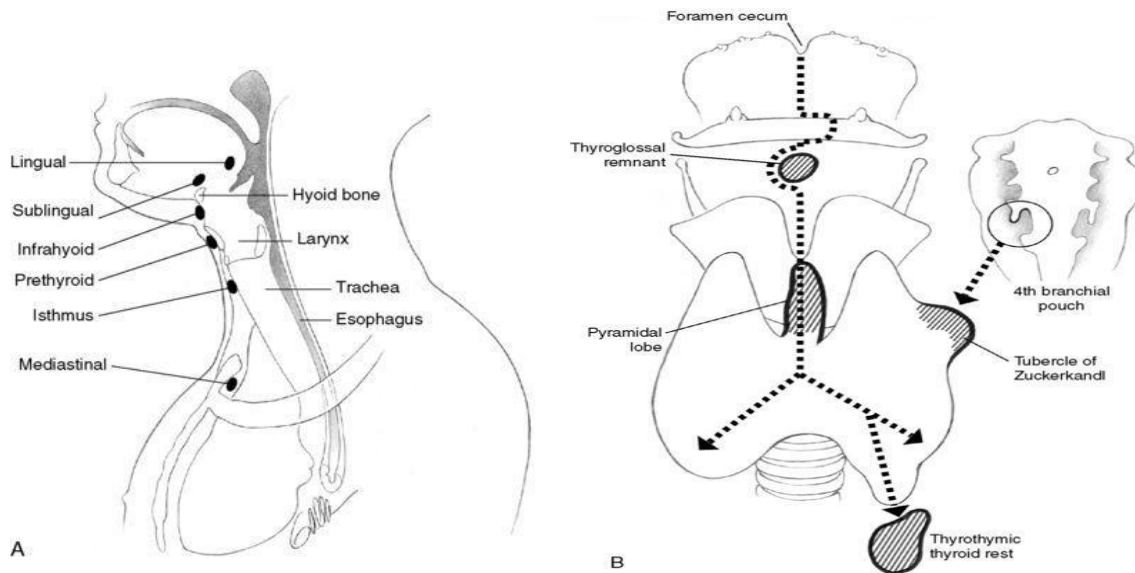 Lingual
Sublingual
Infrahyoid
Prethyroid
Isthmus
Mediastinal
Hyoid bone
Larynx
Trachea
Esophagus
A
Foramen cecum
Thyroglossal
remnant
Pyramidal
lobe
4th branchial
pouch
Tubercle of
Zuckerkandl
Thyrothymic
thyroid rest
B